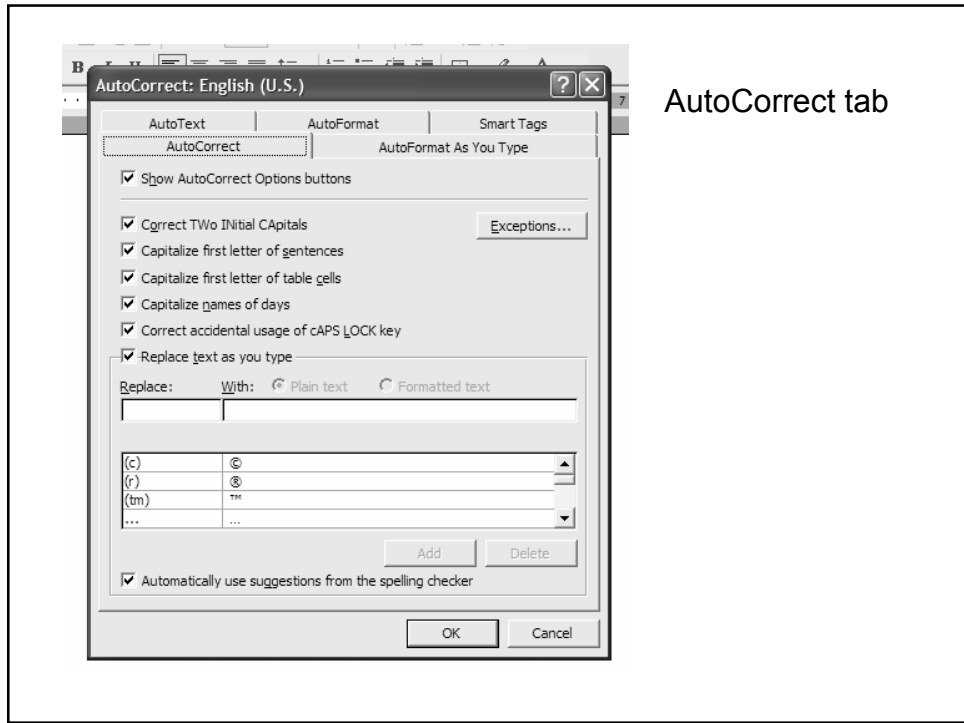 B
7
AutoCorrect: English (U.S.)
AutoCorrect tab
AutoText AutoFormat Smart Tags
AutoCorrect AutoFormat As You Type
Show AutoCorrect Options buttons
Correct TWo INitial CApitals Exceptions...
Capitalize first letter of sentences
Capitalize first letter of table cells
Capitalize names of days
Correct accidental usage of cAPS LOCK key
Replace text as you type
Replace: With: Plain text Formatted text
(c) ©
(r) ®
(tm) ™
... ...
Add Delete
Automatically use suggestions from the spelling checker
OK Cancel